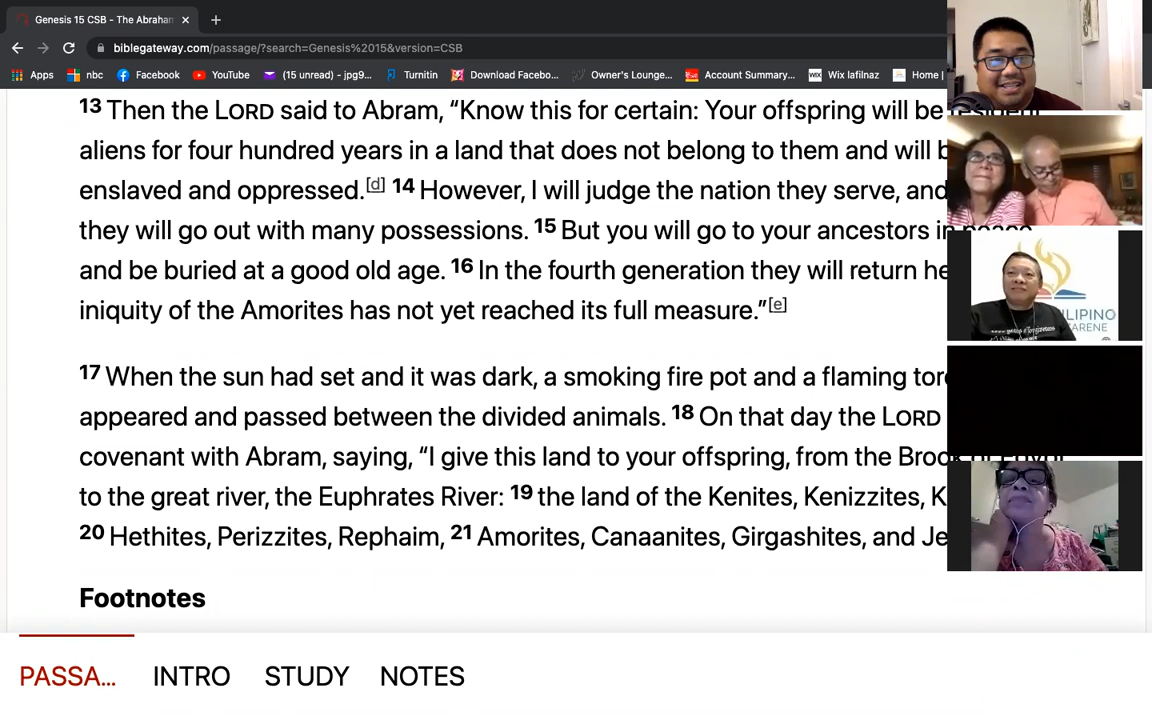 Genesis 15 CSB - The Abraham
biblegateway.com/passage/?search=Genesis%2015&version=CSB
Apps nbc Facebook YouTube (15 unread) - jpg9... Turnitin Download Facebo... Owner's Lounge... Account Summary... WIX Wix lafilnaz Home |
13 Then the LORD said to Abram, “Know this for certain: Your offspring will be resident
aliens for four hundred years in a land that does not belong to them and will b
enslaved and oppressed.[d] 14 However, I will judge the nation they serve, and
they will go out with many possessions. 15 But you will go to your ancestors in peace
and be buried at a good old age. 16 In the fourth generation they will return he
iniquity of the Amorites has not yet reached its full measure.”[e]
ILIPINO
ARENE
17 When the sun had set and it was dark, a smoking fire pot and a flaming torc
appeared and passed between the divided animals. 18 On that day the LORD
covenant with Abram, saying, “I give this land to your offspring, from the Brook of Egypt
to the great river, the Euphrates River: 19 the land of the Kenites, Kenizzites, K
20 Hethites, Perizzites, Rephaim, 21 Amorites, Canaanites, Girgashites, and Je
Footnotes
PASSA... INTRO STUDY NOTES